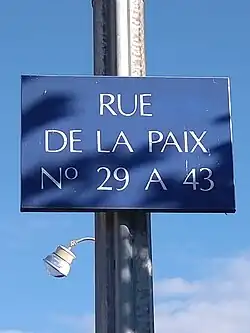 RUE
DE LA PAIX
Nº 29 A 43